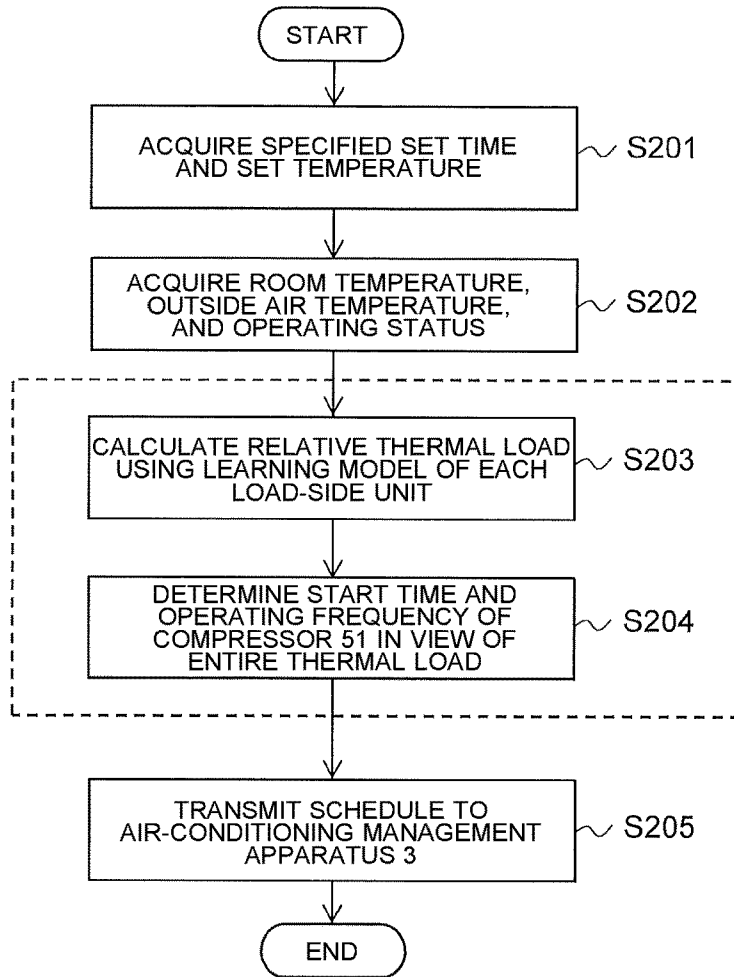 START
ACQUIRE SPECIFIED SET TIME
AND SET TEMPERATURE
S201
ACQUIRE ROOM TEMPERATURE,
OUTSIDE AIR TEMPERATURE,
AND OPERATING STATUS
S202
CALCULATE RELATIVE THERMAL LOAD
USING LEARNING MODEL OF EACH
LOAD-SIDE UNIT
S203
DETERMINE START TIME AND
OPERATING FREQUENCY OF
COMPRESSOR 51 IN VIEW OF
ENTIRE THERMAL LOAD
S204
TRANSMIT SCHEDULE TO
AIR-CONDITIONING MANAGEMENT
APPARATUS 3
S205
END